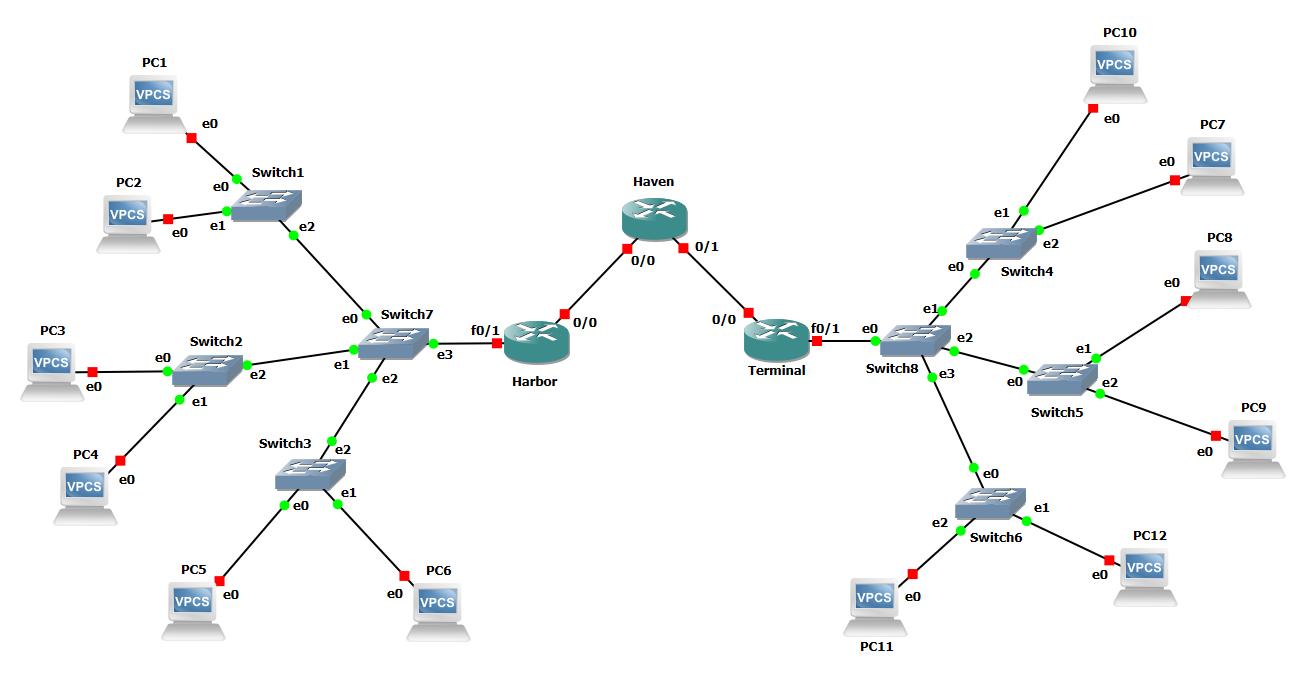 PC1
VPCS
e0
Switch1
e0
PC2
VPCS
e0
e1
e2
Switch7
e0
e1
e2
e3
PC3
VPCS
e0
Switch2
e0
e2
e1
PC4
VPCS
e0
Switch3
e2
e0
e1
PC5
VPCS
e0
PC6
VPCS
e0
f0/1
Harbor
0/0
Haven
0/0
0/1
0/0
Terminal
f0/1
e0
e1
e2
e3
Switch8
PC10
VPCS
e0
PC7
VPCS
e0
e1
e2
e0
Switch4
PC8
VPCS
e0
e1
e0
e2
Switch5
PC9
VPCS
e0
e0
e1
e2
Switch6
PC12
VPCS
e0
VPCS
e0
PC11